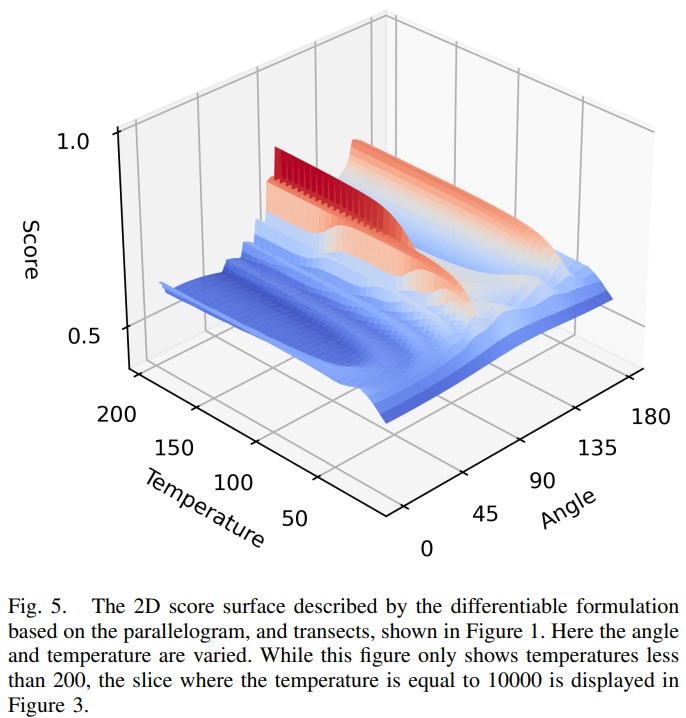 1.0
Score
0.5
200
150
100
50
Temperature
0
45
90
135
180
Angle
Fig. 5. The 2D score surface described by the differentiable formulation
based on the parallelogram, and transects, shown in Figure 1. Here the angle
and temperature are varied. While this figure only shows temperatures less
than 200, the slice where the temperature is equal to 10000 is displayed in
Figure 3.